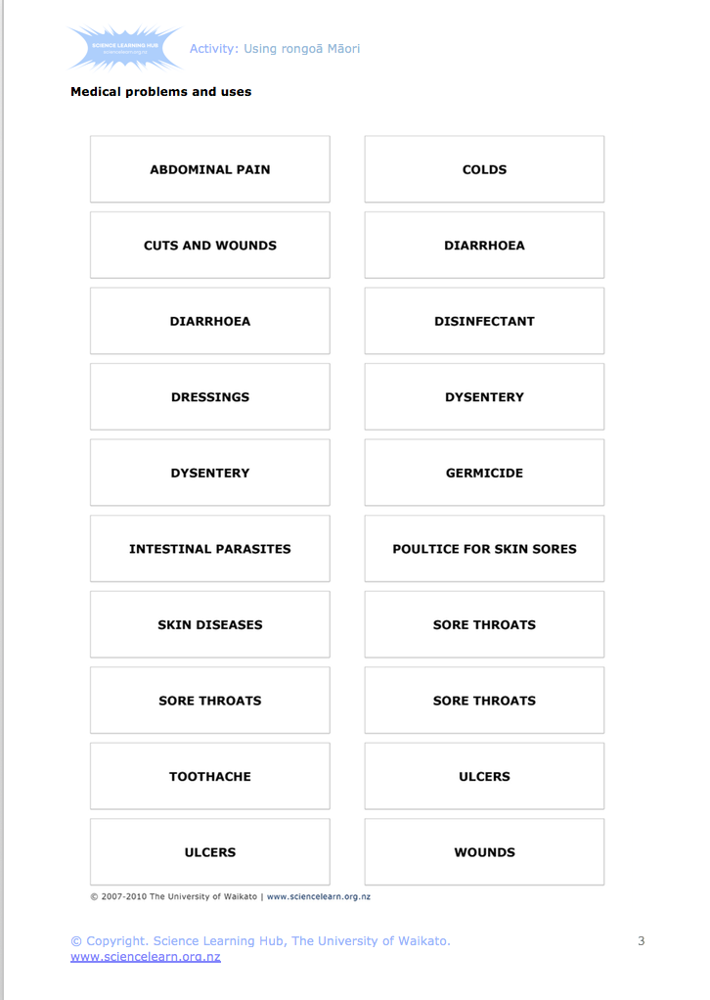 SCIENCE LEARNING HUB
sciencelearn.org.nz
Activity: Using rongoā Māori
Medical problems and uses
ABDOMINAL PAIN
COLDS
CUTS AND WOUNDS
DIARRHOEA
DIARRHOEA
DISINFECTANT
DRESSINGS
DYSENTERY
DYSENTERY
GERMICIDE
INTESTINAL PARASITES
POULTICE FOR SKIN SORES
SKIN DISEASES
SORE THROATS
SORE THROATS
SORE THROATS
TOOTHACHE
ULCERS
ULCERS
WOUNDS
© 2007-2010 The University of Waikato | www.sciencelearn.org.nz
© Copyright. Science Learning Hub, The University of Waikato.
3
www.sciencelearn.org.nz